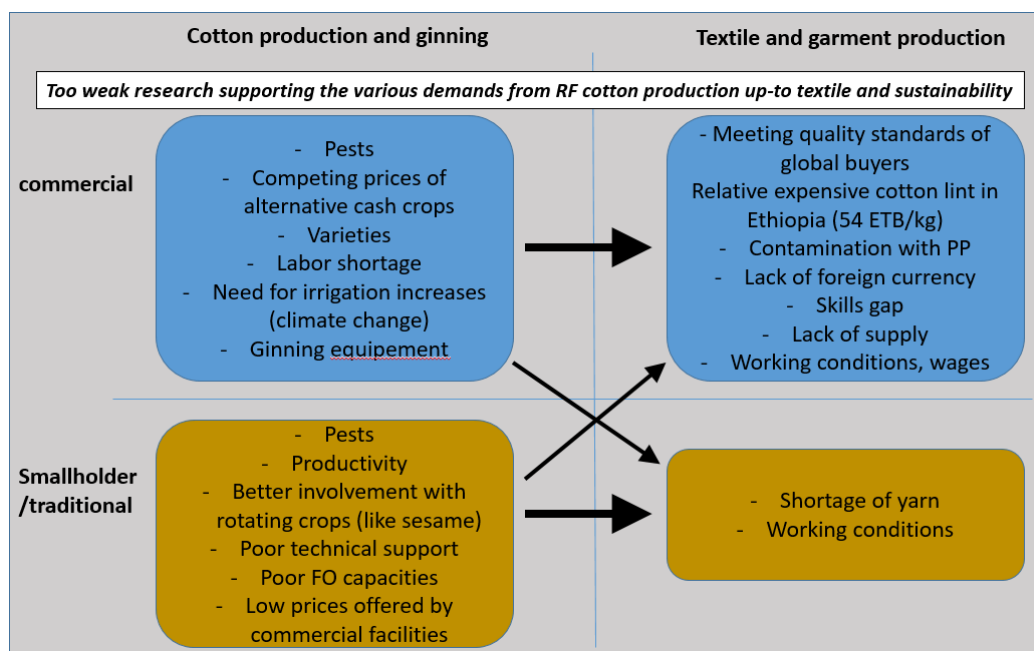 Cotton production and ginning
Textile and garment production
Too weak research supporting the various demands from RF cotton production up-to textile and sustainability
commercial
- Pests
- Competing prices of
alternative cash crops
- Varieties
- Labor shortage
- Need for irrigation increases
(climate change)
- Ginning equipement
- Meeting quality standards of
global buyers
Relative expensive cotton lint in
Ethiopia (54 ETB/kg)
- Contamination with PP
- Lack of foreign currency
- Skills gap
- Lack of supply
- Working conditions, wages
Smallholder
/traditional
- Pests
- Productivity
- Better involvement with
rotating crops (like sesame)
- Poor technical support
- Poor FO capacities
- Low prices offered by
commercial facilities
- Shortage of yarn
- Working conditions